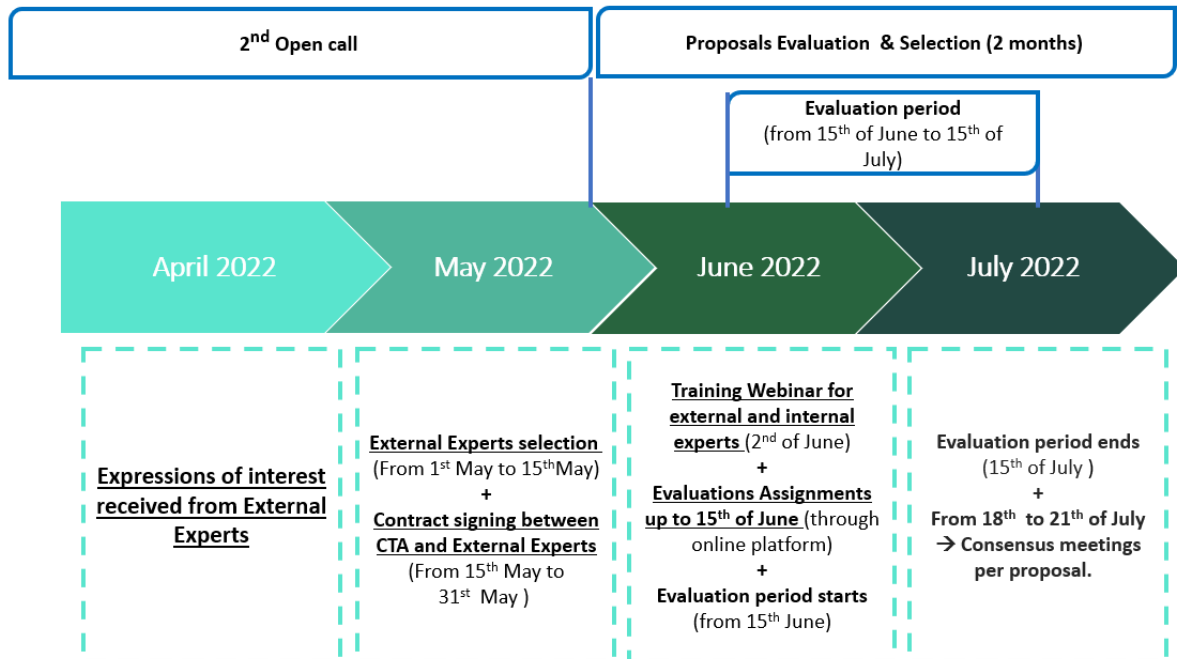 2nd Open call
Proposals Evaluation & Selection (2 months)
Evaluation period
(from 15th of June to 15th of
July)
April 2022
May 2022
June 2022
July 2022
Expressions of interest
received from External
Experts
External Experts selection
(From 1st May to 15thMay)
+
Contract signing between
CTA and External Experts
(From 15th May to
31st May )
Training Webinar for
external and internal
experts (2nd of June)
+
Evaluations Assignments
up to 15th of June (through
online platform)
+
Evaluation period starts
(from 15th June)
Evaluation period ends
(15th of July )
+
From 18th to 21th of July
→ Consensus meetings
per proposal.